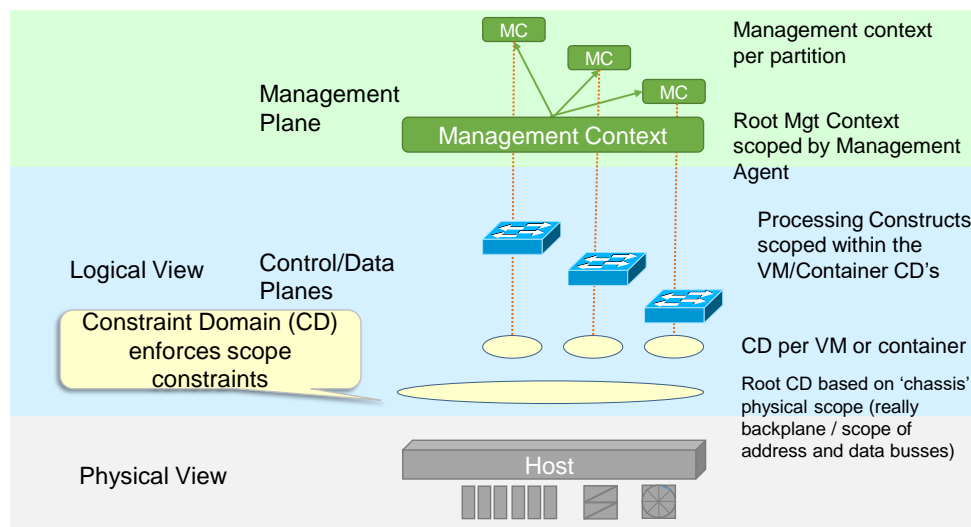 MC
Management context
per partition
MC
Management
Plane
MC
Management Context
Root Mgt Context
scoped by Management
Agent
Processing Constructs
scoped within the
VM/Container CD's
Logical View
Control/Data
Planes
Constraint Domain (CD)
enforces scope
constraints
CD per VM or container
Root CD based on ‘chassis’
physical scope (really
backplane / scope of
address and data busses)
Host
Physical View